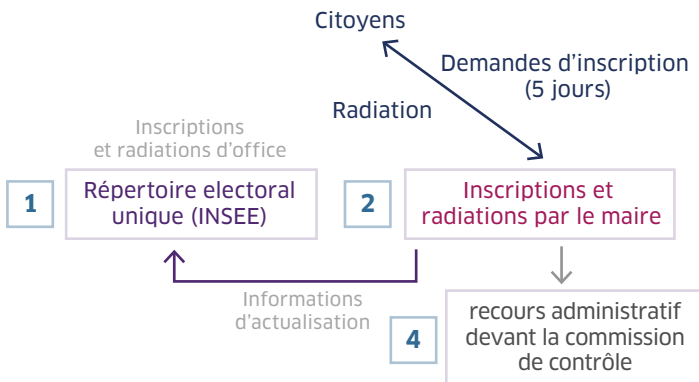 Citoyens
Demandes d'inscription
(5 jours)
Radiation
Inscriptions
et radiations d'office
1
Répertoire electoral
unique (INSEE)
2
Inscriptions et
radiations par le maire
Informations
d'actualisation
4
recours administratif
devant la commission
de contrôle